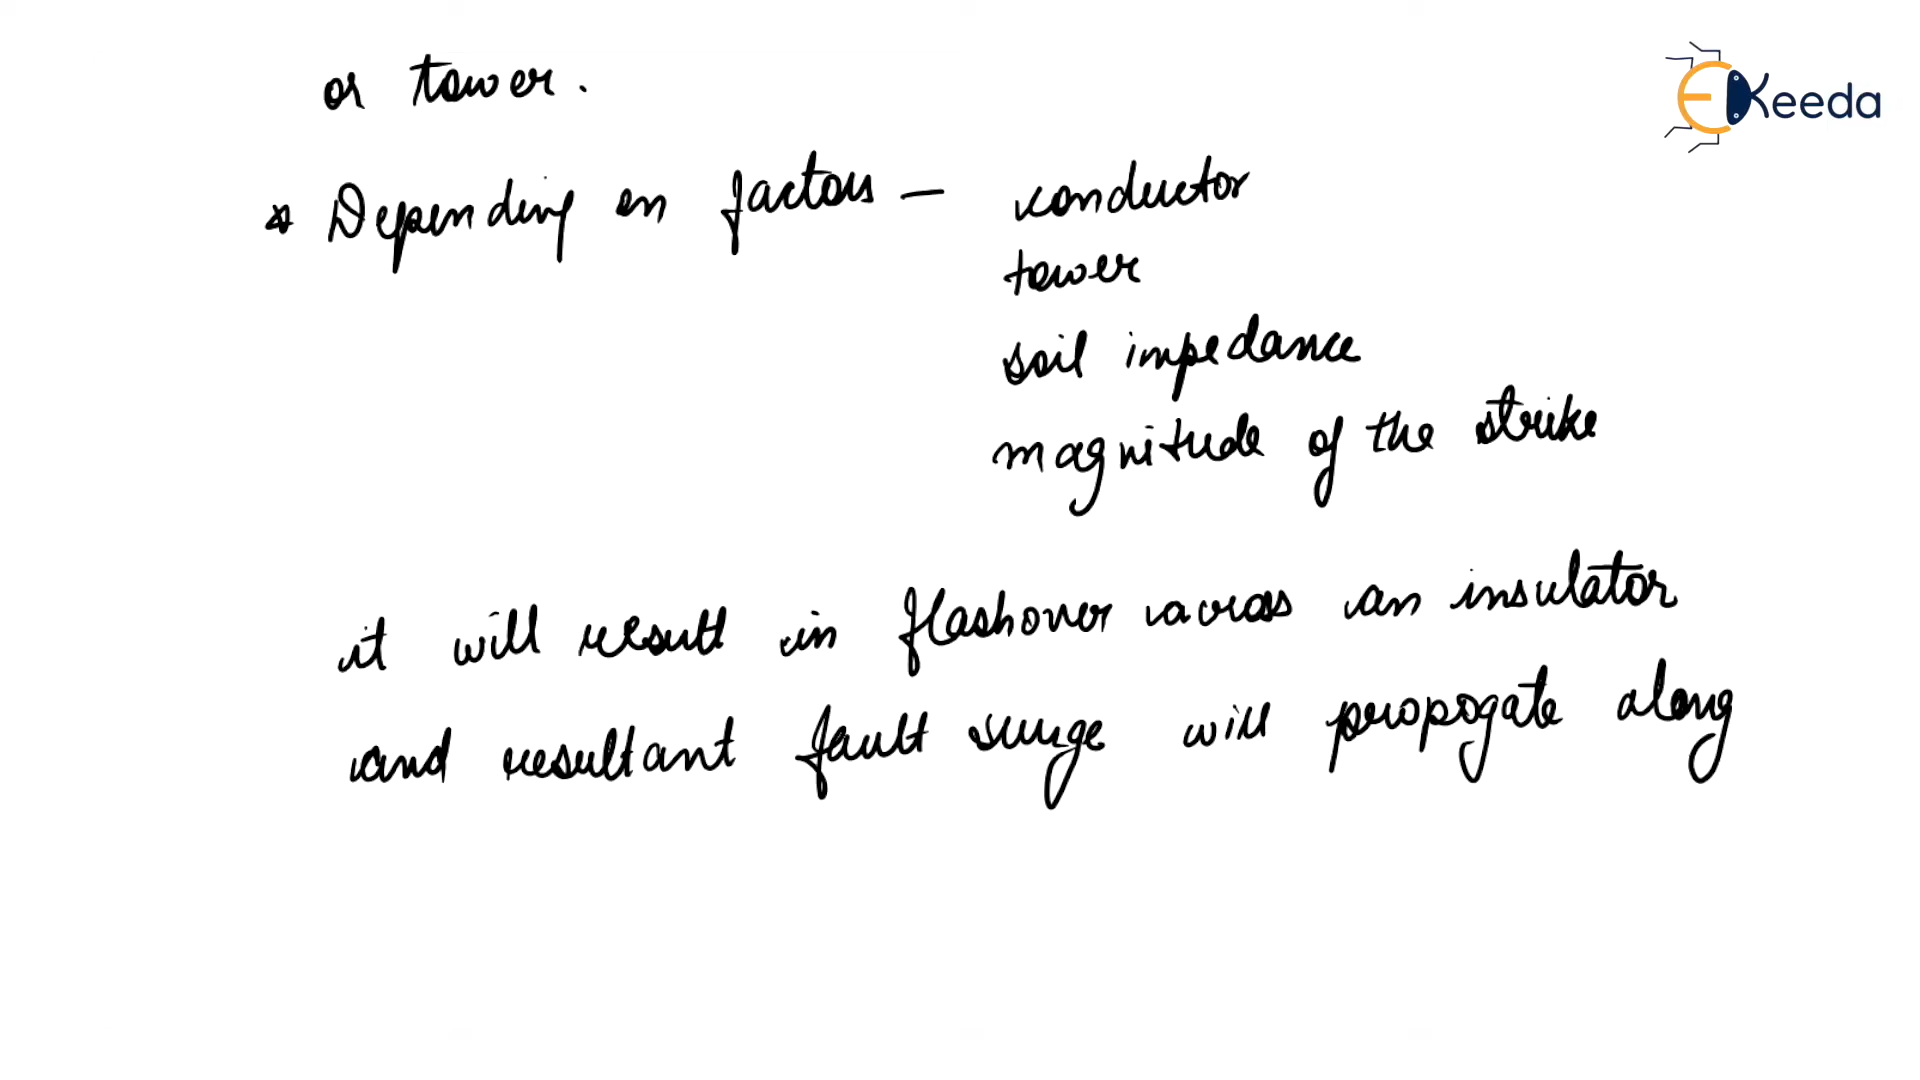 or tower.
EKeeda
* Depending on factors — conductor
tower
soil impedance
magnitude of the strike
it will result in flashover across an insulator
and resultant fault surge will propogate along